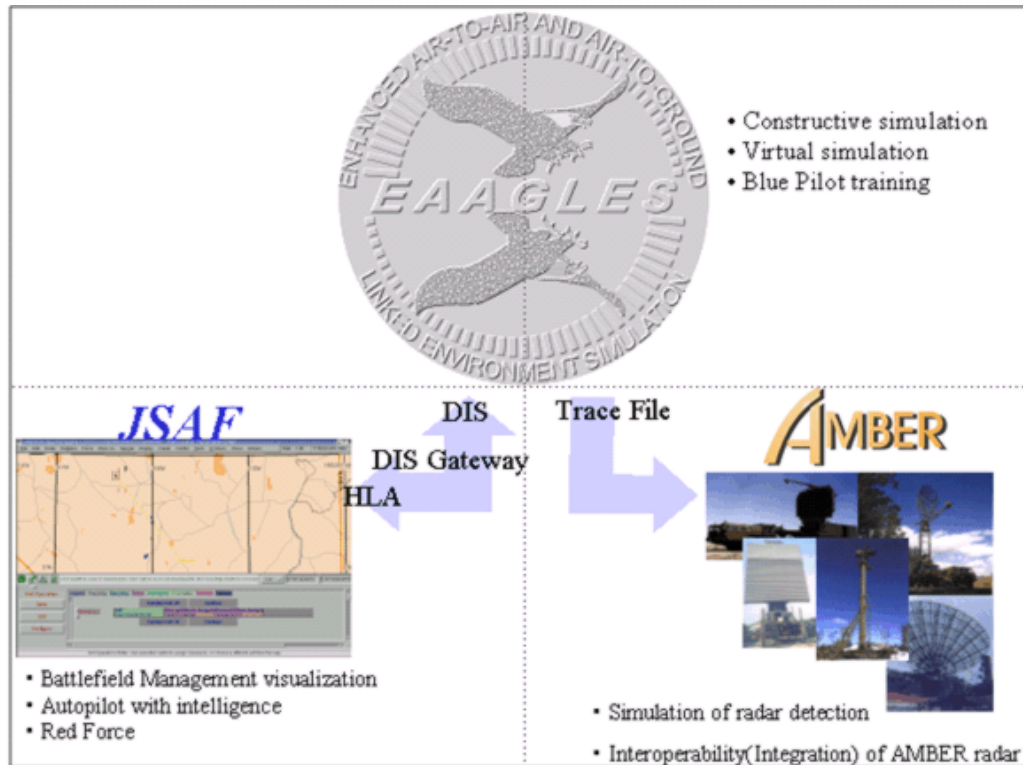 ENHANCED AIR-TO-AIR AND AIR-TO-GROUND
EAAGLES
LINKED ENVIRONMENT SIMULATION
• Constructive simulation
• Virtual simulation
• Blue Pilot training
JSAF
DIS
DIS Gateway
HLA
Trace File
AMBER
▪ Battlefield Management visualization
▪ Autopilot with intelligence
▪ Red Force
▪ Simulation of radar detection
▪ Interoperability(Integration) of AMBER radar